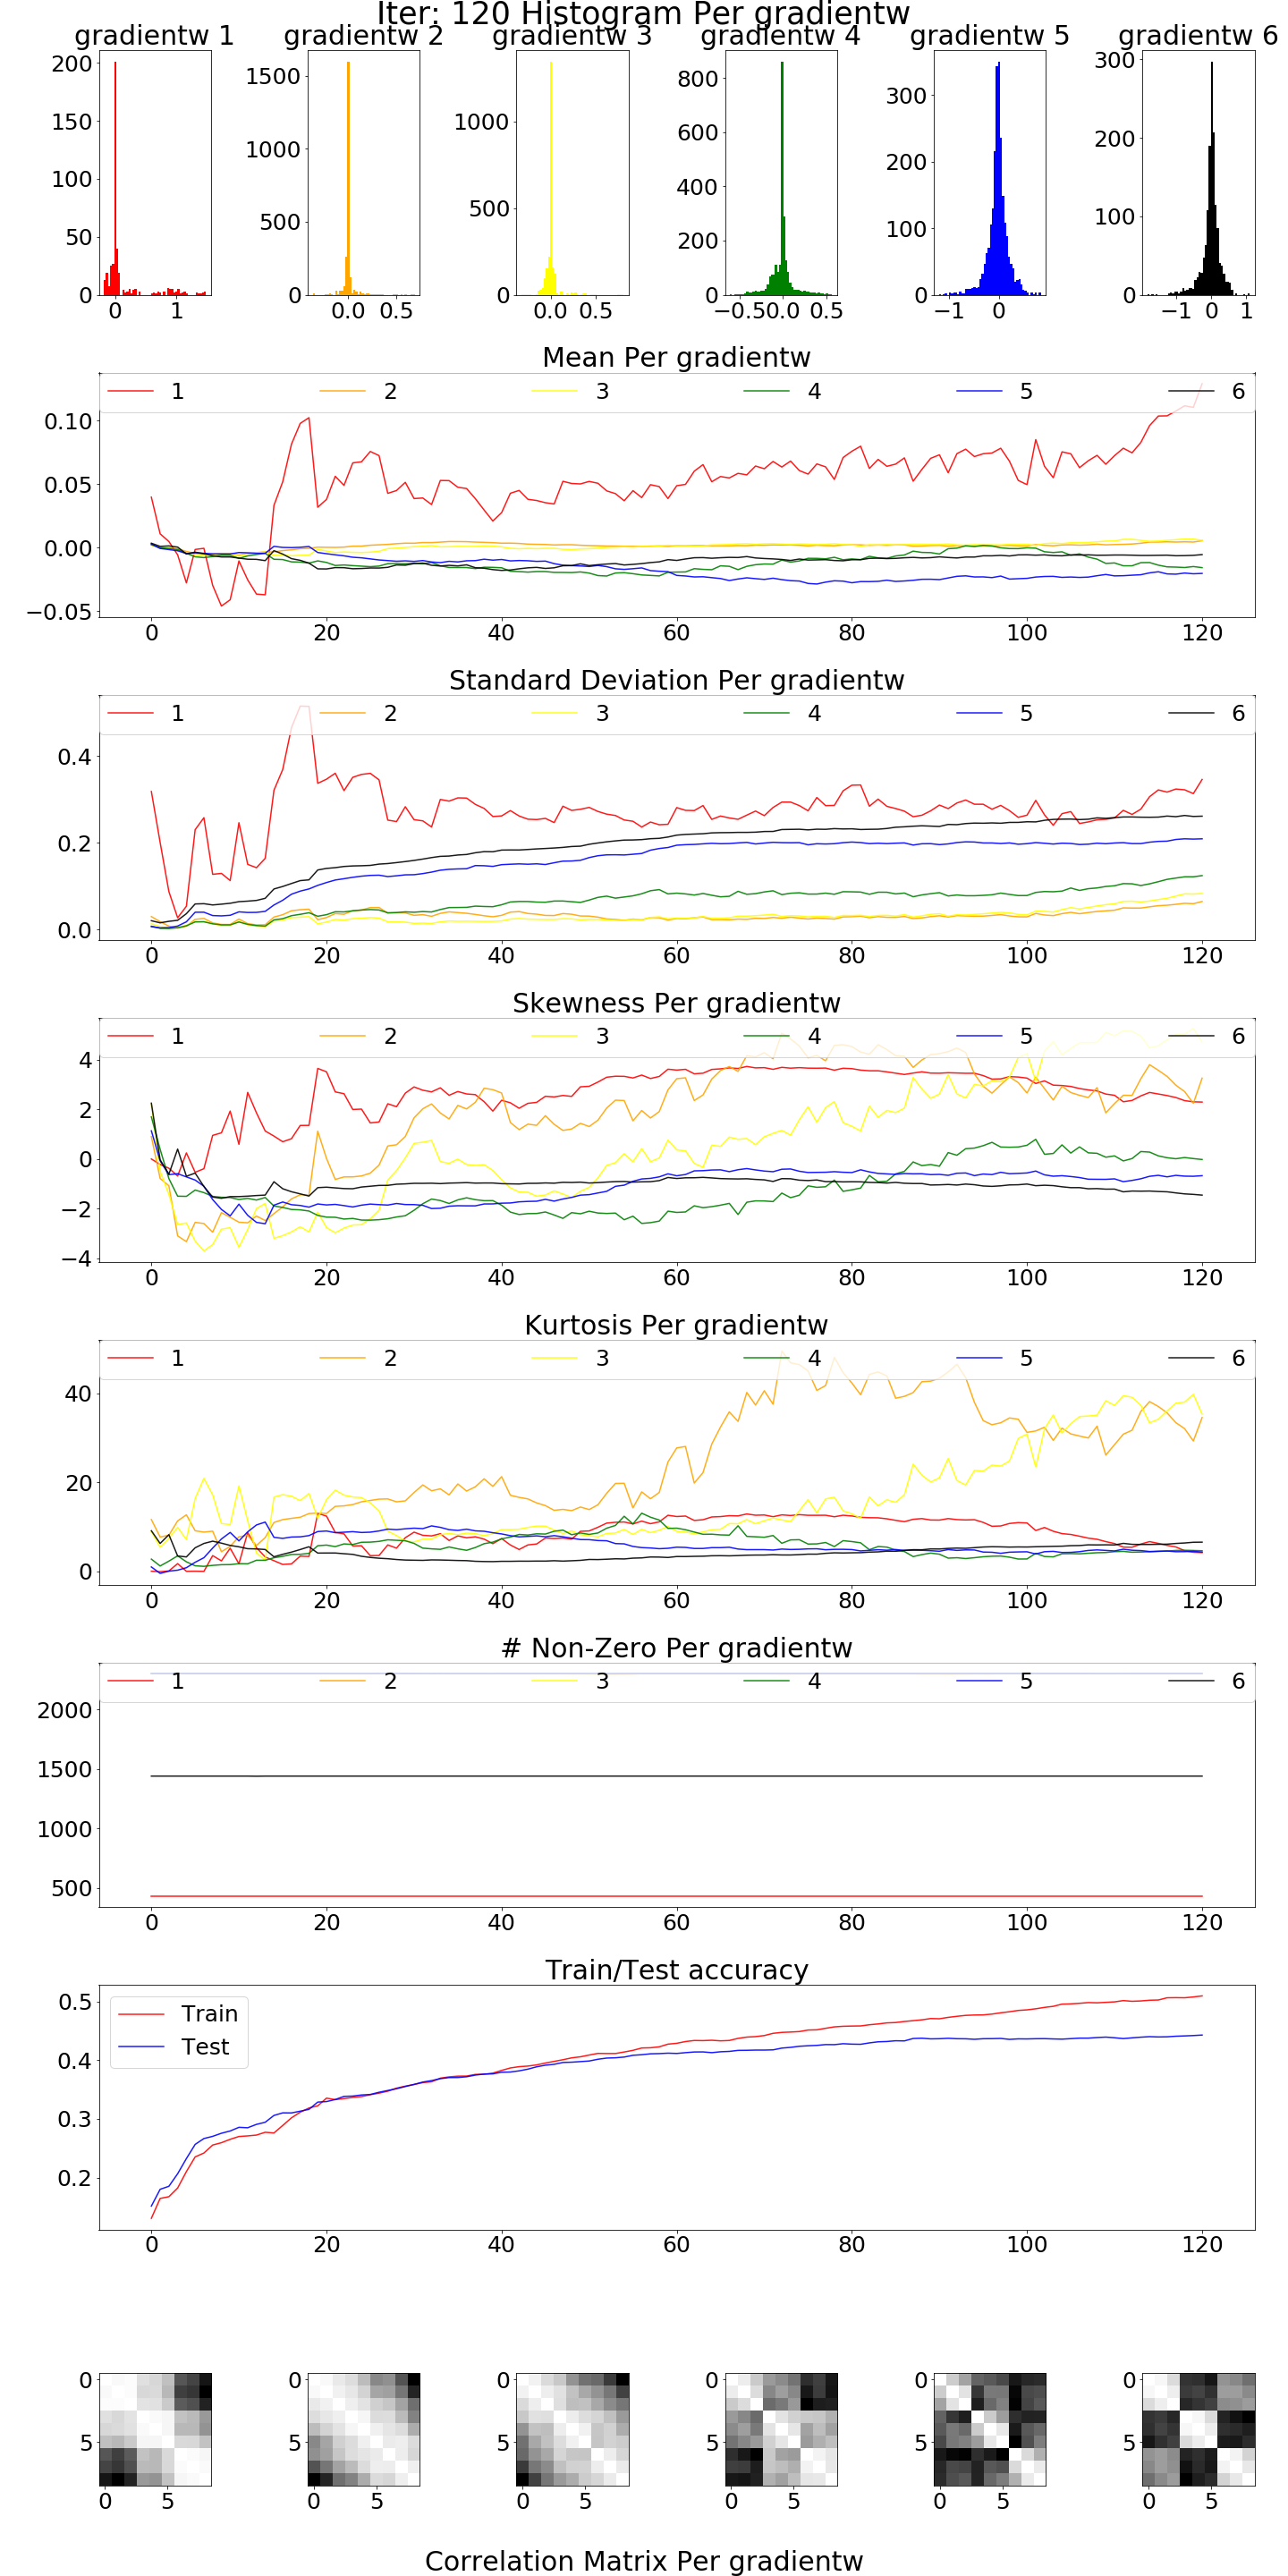 Iter: 120 Histogram Per gradientw
gradientw 1 gradientw 2 gradientw 3 gradientw 4 gradientw 5 gradientw 6
200
150
100
50
0
0 1
1500
1000
500
0
0.0 0.5
1000
500
0
0.0 0.5
800
600
400
200
0
−0.5 0.0 0.5
300
200
100
0
−1 0
300
200
100
0
−1 0 1
Mean Per gradientw
1 2 3 4 5 6
0.10
0.05
0.00
−0.05
0 20 40 60 80 100 120
Standard Deviation Per gradientw
1 2 3 4 5 6
0.4
0.2
0.0
0 20 40 60 80 100 120
Skewness Per gradientw
1 2 3 4 5 6
4
2
0
−2
−4
0 20 40 60 80 100 120
Kurtosis Per gradientw
1 2 3 4 5 6
40
20
0
0 20 40 60 80 100 120
# Non-Zero Per gradientw
1 2 3 4 5 6
2000
1500
1000
500
0 20 40 60 80 100 120
Train/Test accuracy
Train
Test
0.5
0.4
0.3
0.2
0 20 40 60 80 100 120
0 0 0 0 0 0
5 5 5 5 5 5
0 5 0 5 0 5 0 5 0 5 0 5
Correlation Matrix Per gradientw